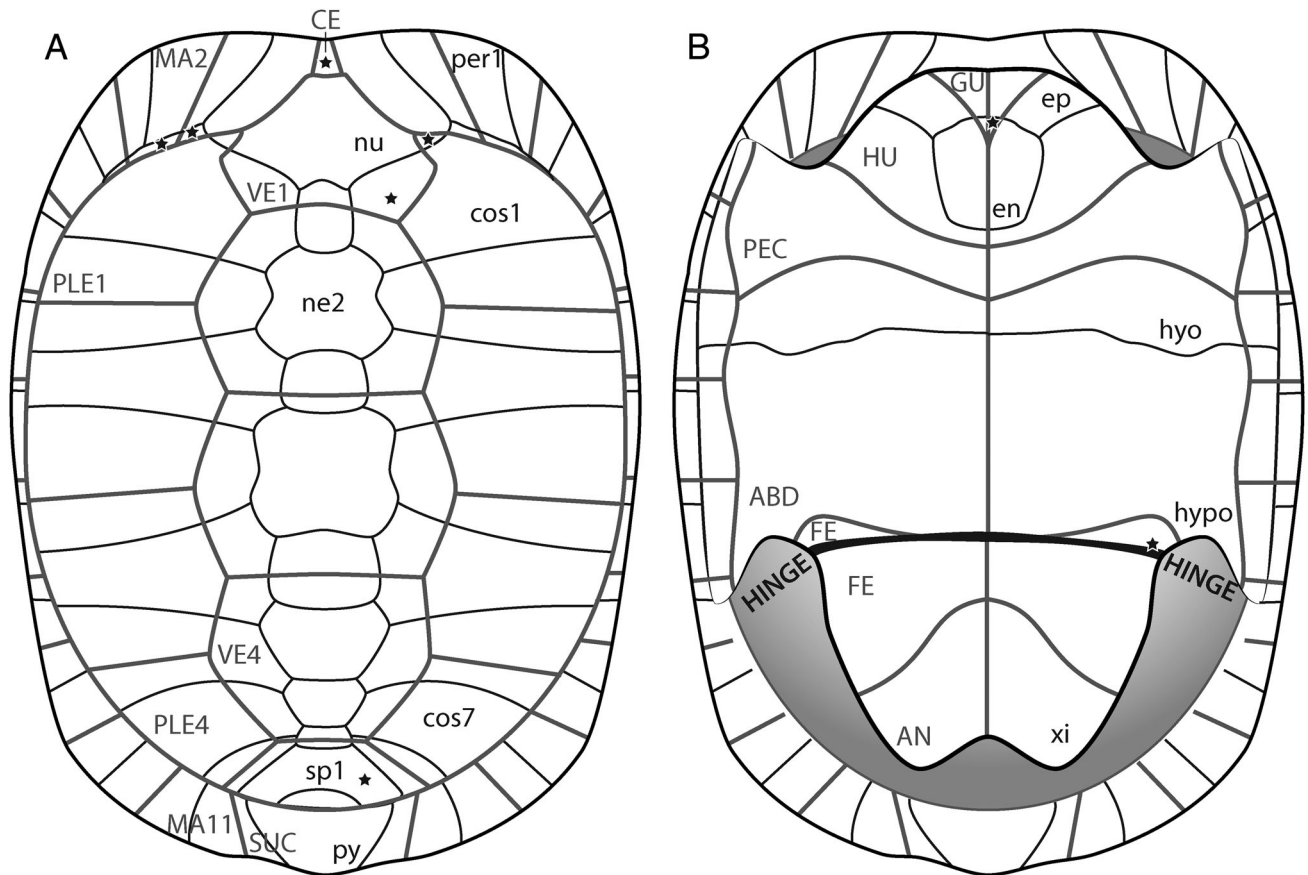 A
CE
MA2
per1
nu
VE1
cos1
PLE1
ne2
VE4
PLE4
cos7
sp1
MA11
SUC
py
B
GU
ep
HU
en
PEC
hyo
ABD
hypo
FE
HINGE
HINGE
FE
AN
xi